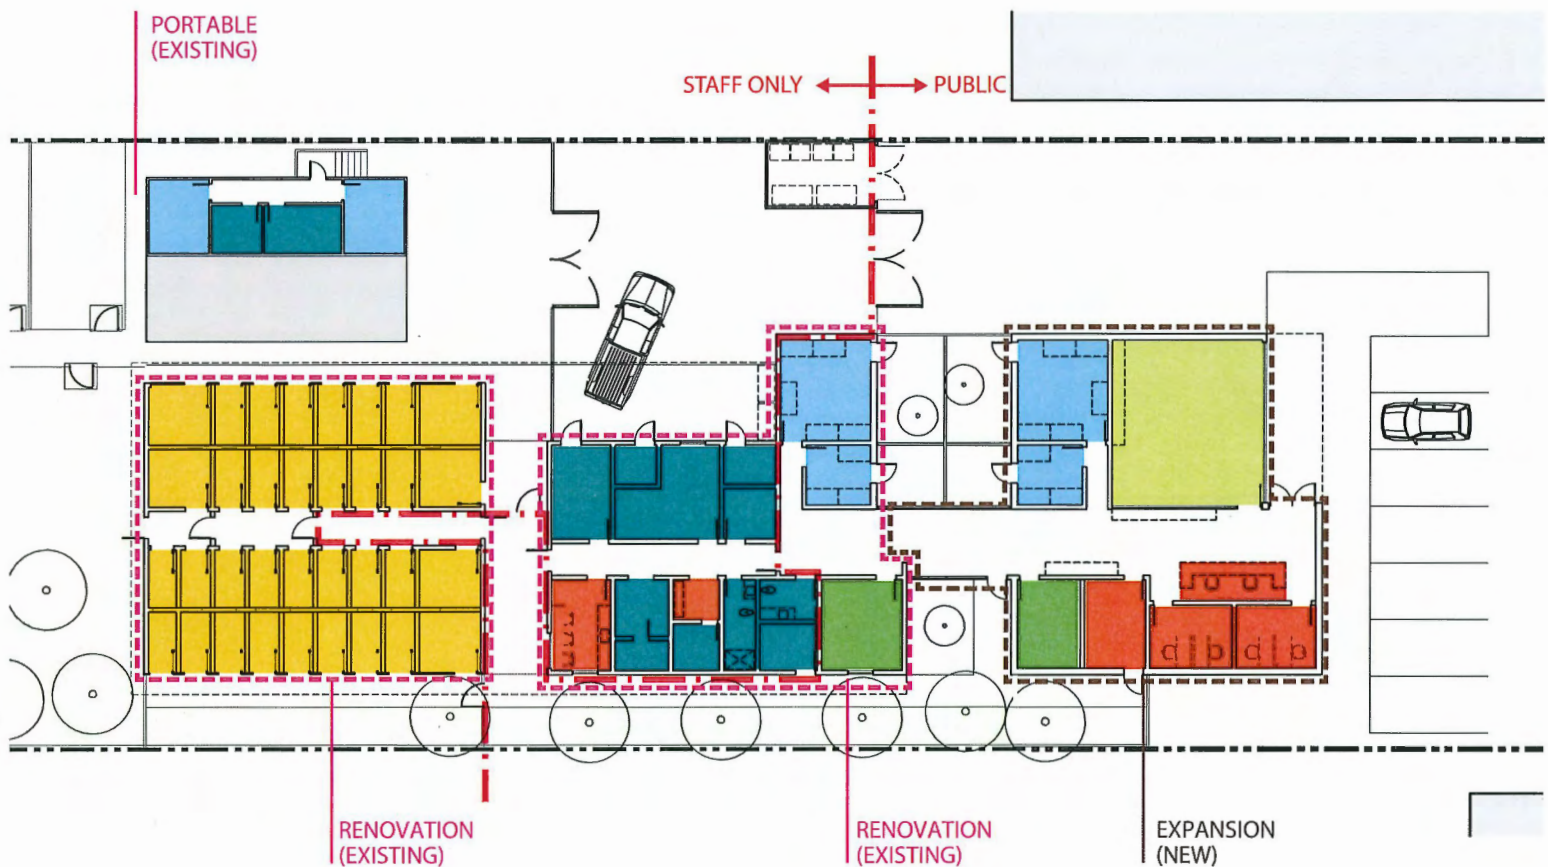 PORTABLE
(EXISTING)
STAFF ONLY
PUBLIC
RENOVATION
(EXISTING)
RENOVATION
(EXISTING)
EXPANSION
(NEW)